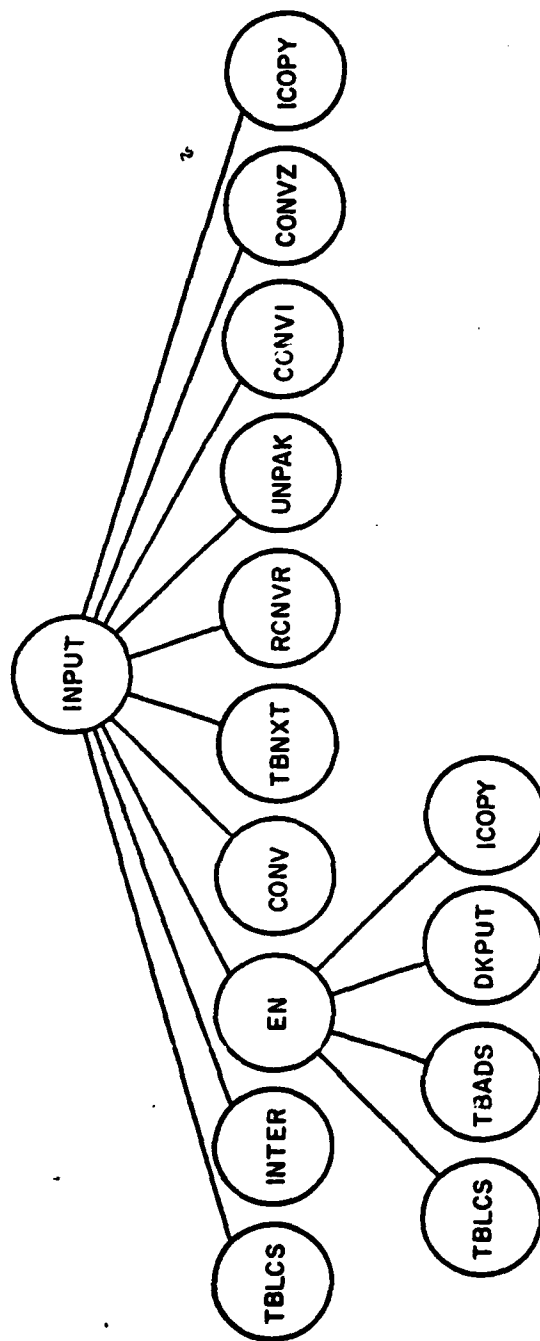 INPUT
TBLCS
INTER
EN
CONV
TBNXT
RCNVR
UNPAK
CONVI
CONVZ
ICOPY
TBLCS
TBADS
DKPUT
ICOPY